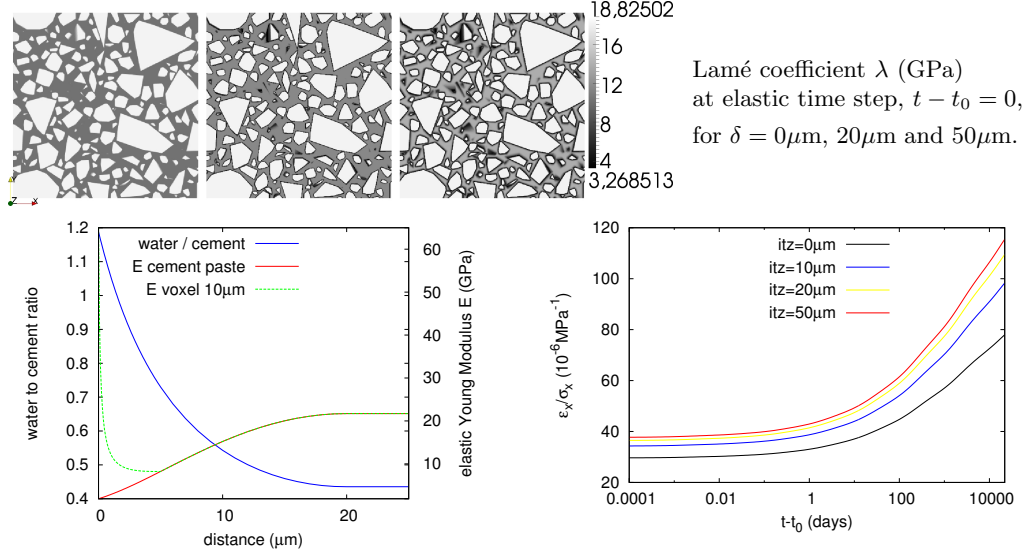 18,82502
16
12
8
4
3,268513
Y
Z
X
Lamé coefficient λ (GPa)
at elastic time step, t − t₀ = 0,
for δ = 0μm, 20μm and 50μm.
water / cement
E cement paste
E voxel 10μm
1.2
1.1
1
0.9
0.8
0.7
0.6
0.5
0.4
60
50
40
30
20
10
0
10
20
water to cement ratio
elastic Young Modulus E (GPa)
distance (μm)
itz=0μm
itz=10μm
itz=20μm
itz=50μm
120
100
80
60
40
20
0.0001
0.01
1
100
10000
εₓ/σₓ (10⁻⁶MPa⁻¹)
t-t₀ (days)